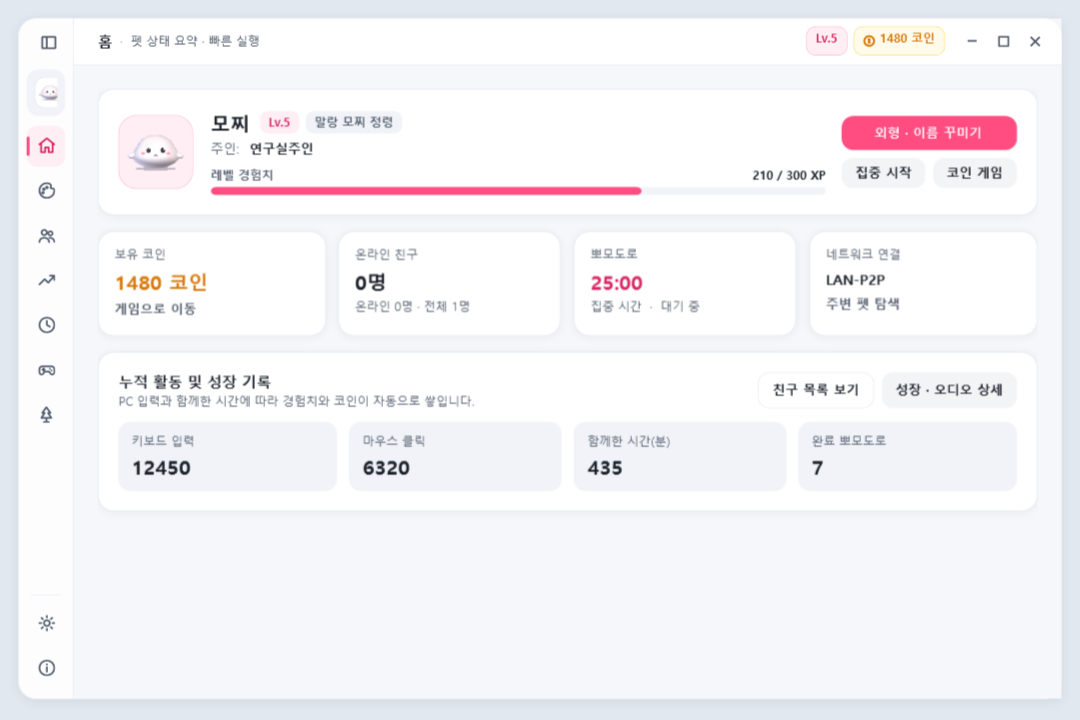 홈 · 펫 상태 요약 · 빠른 실행
Lv.5
1480 코인
모찌
Lv.5
말랑 모찌 정령
주인: 연구실주인
레벨 경험치
210 / 300 XP
외형 · 이름 꾸미기
집중 시작
코인 게임
보유 코인
1480 코인
게임으로 이동
온라인 친구
0명
온라인 0명 · 전체 1명
뽀모도로
25:00
집중 시간 · 대기 중
네트워크 연결
LAN-P2P
주변 펫 탐색
누적 활동 및 성장 기록
PC 입력과 함께한 시간에 따라 경험치와 코인이 자동으로 쌓입니다.
친구 목록 보기
성장 · 오디오 상세
키보드 입력
12450
마우스 클릭
6320
함께한 시간(분)
435
완료 뽀모도로
7